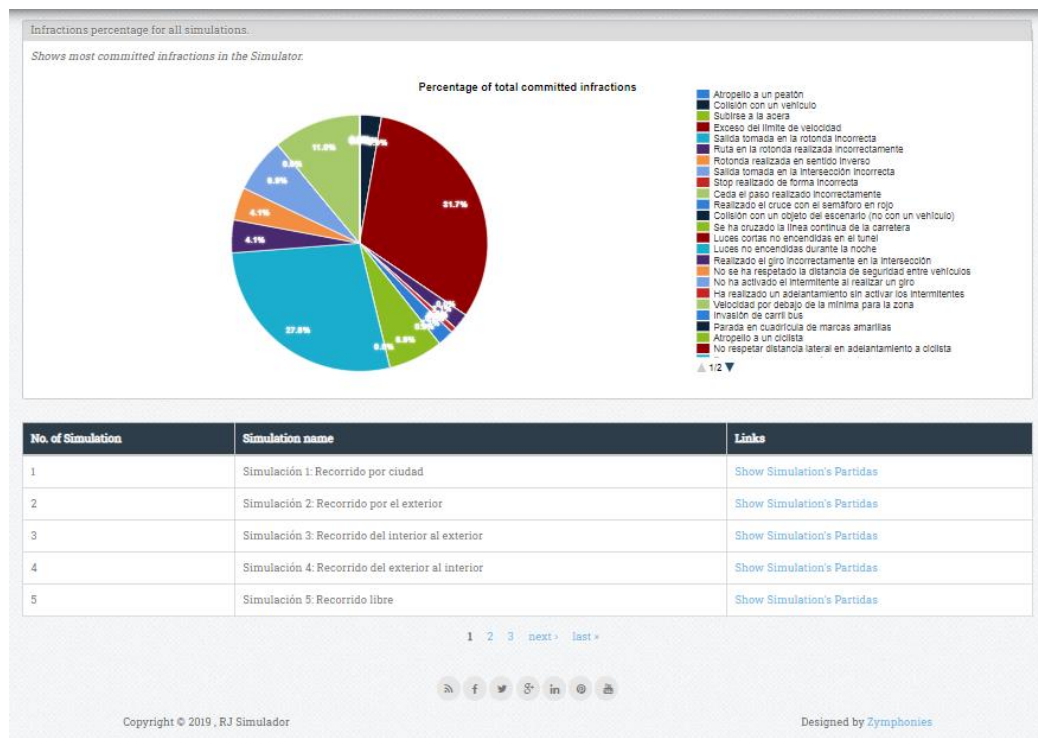 Infractions percentage for all simulations.
Shows most committed infractions in the Simulator.
Percentage of total committed infractions
11.0%
6.9%
4.1%
4.1%
27.6%
6.9%
31.7%
Atropello a un peatón
Colisión con un vehículo
Subirse a la acera
Exceso del límite de velocidad
Salida tomada en la rotonda incorrecta
Ruta en la rotonda realizada incorrectamente
Rotonda realizada en sentido inverso
Salida tomada en la intersección incorrecta
Stop realizado de forma incorrecta
Ceda el paso realizado incorrectamente
Realizado el cruce con el semáforo en rojo
Colisión con un objeto del escenario (no con un vehículo)
Se ha cruzado la línea continua de la carretera
Luces cortas no encendidas en el tunel
Luces no encendidas durante la noche
Realizado el giro incorrectamente en la intersección
No se ha respetado la distancia de seguridad entre vehículos
No ha activado el intermitente al realizar un giro
Ha realizado un adelantamiento sin activar los intermitentes
Velocidad por debajo de la mínima para la zona
Invasión de carril bus
Parada en cuadrícula de marcas amarillas
Atropello a un ciclista
No respetar distancia lateral en adelantamiento a ciclista
1/2
No. of Simulation Simulation name Links
1 Simulación 1: Recorrido por ciudad Show Simulation's Partidas
2 Simulación 2: Recorrido por el exterior Show Simulation's Partidas
3 Simulación 3: Recorrido del interior al exterior Show Simulation's Partidas
4 Simulación 4: Recorrido del exterior al interior Show Simulation's Partidas
5 Simulación 5: Recorrido libre Show Simulation's Partidas
1 2 3 next › last »
Copyright © 2019 , RJ Simulador
Designed by Zymphonies